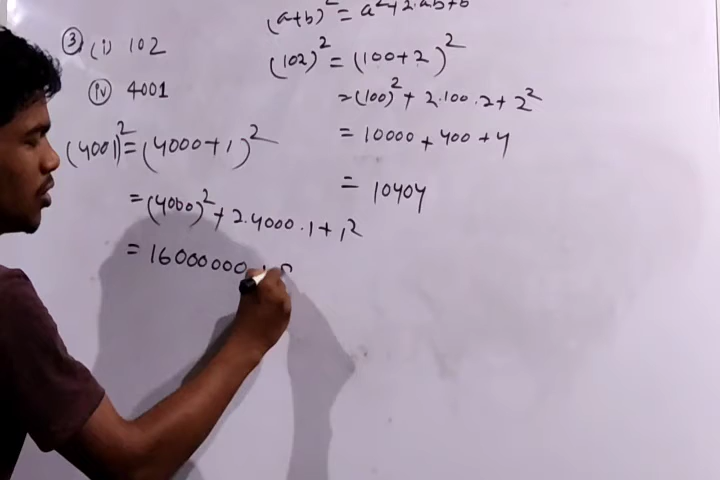 (a+b)² = a²+2.ab+b
③ (i) 102
(iv) 4001
(4001)² = (4000+1)²
= (4000)² + 2.4000.1 + 1²
= 16000000 +
(102)² = (100+2)²
= (100)² + 2.100.2 + 2²
= 10000 + 400 + 4
= 10404